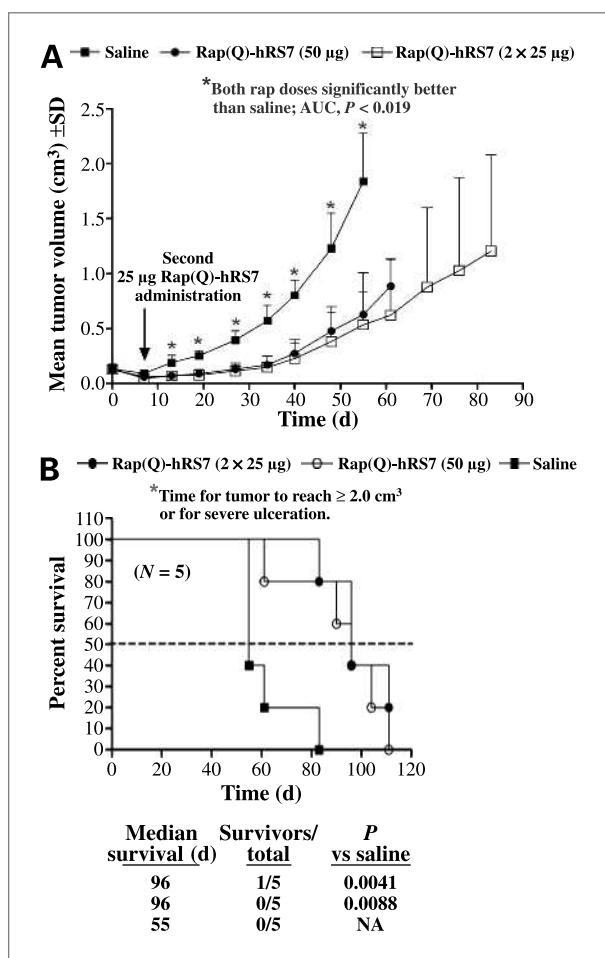 A
Saline Rap(Q)-hRS7 (50 µg) Rap(Q)-hRS7 (2 × 25 µg)
*Both rap doses significantly
better than saline; AUC, P < 0.019
Mean tumor volume (cm³) ±SD
2.5
2.0
1.5
1.0
0.5
0.0
Second
25 µg Rap(Q)-hRS7
administration
* * * * * * *
0 10 20 30 40 50 60 70 80 90
Time (d)
B
Rap(Q)-hRS7 (2 × 25 µg) Rap(Q)-hRS7 (50 µg) Saline
*Time for tumor to reach ≥ 2.0 cm³
or for severe ulceration.
Percent survival
110
100
90
80
70
60
50
40
30
20
10
0
(N = 5)
0 20 40 60 80 100 120
Time (d)
Median Survivors/ P
survival (d) total vs saline
96 1/5 0.0041
96 0/5 0.0088
55 0/5 NA